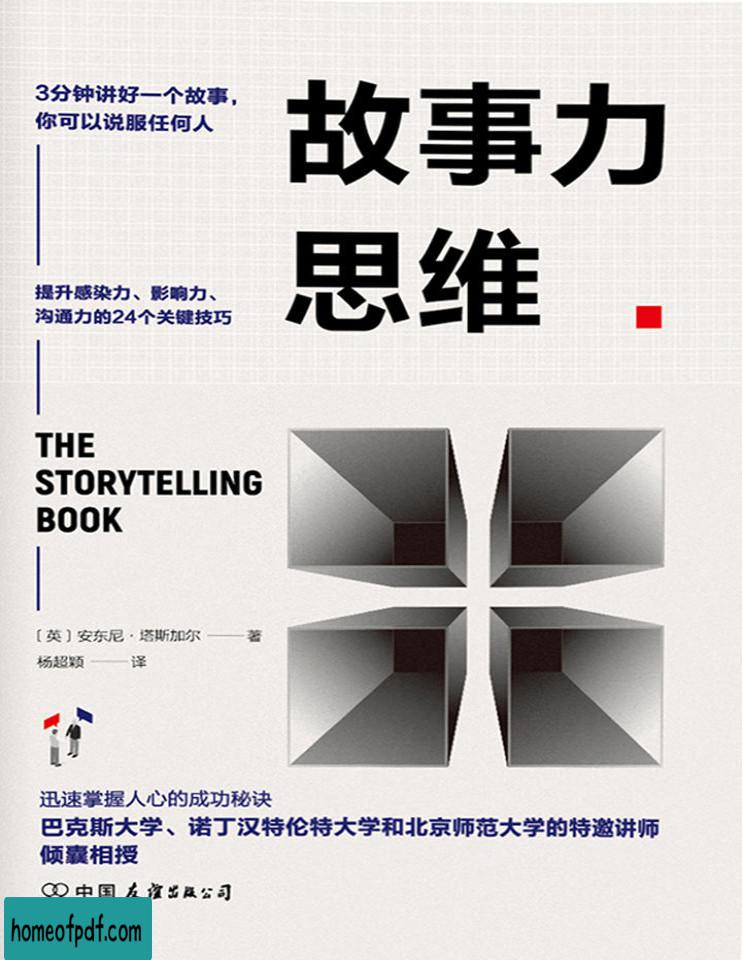 3分钟讲好一个故事，
你可以说服任何人
故事力
思维
提升感染力、影响力、
沟通力的24个关键技巧
THE
STORYTELLING
BOOK
［英］安东尼·塔斯加尔 —— 著
杨超颖 —— 译
迅速掌握人心的成功秘诀
巴克斯大学、诺丁汉特伦特大学和北京师范大学的特邀讲师
倾囊相授
中国友谊出版公司
homeofpdf.com